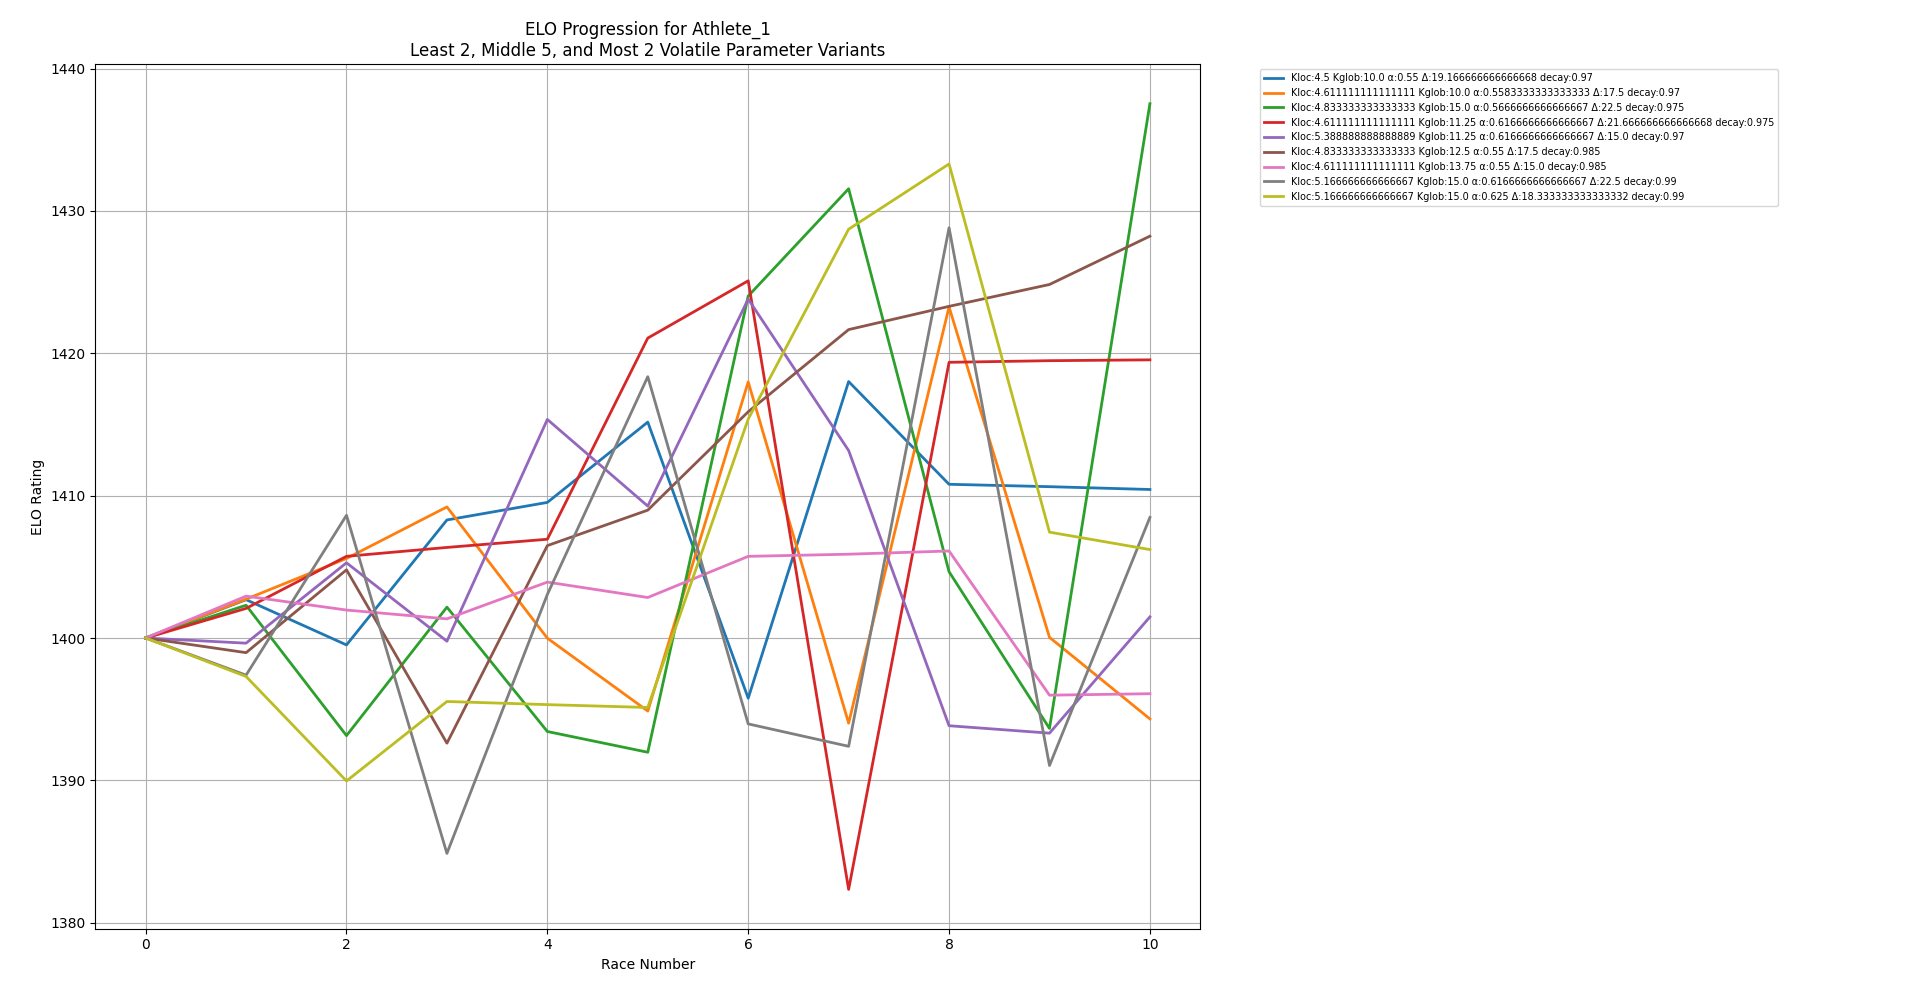 ELO Progression for Athlete_1
Least 2, Middle 5, and Most 2 Volatile Parameter Variants
1440
1430
1420
1410
1400
1390
1380
ELO Rating
0 2 4 6 8 10
Race Number
Kloc:4.5 Kglob:10.0 α:0.55 Δ:19.166666666666668 decay:0.97
Kloc:4.611111111111111 Kglob:10.0 α:0.5583333333333333 Δ:17.5 decay:0.97
Kloc:4.833333333333333 Kglob:15.0 α:0.5666666666666667 Δ:22.5 decay:0.975
Kloc:4.611111111111111 Kglob:11.25 α:0.6166666666666667 Δ:21.666666666666668 decay:0.975
Kloc:5.388888888888889 Kglob:11.25 α:0.6166666666666667 Δ:15.0 decay:0.97
Kloc:4.833333333333333 Kglob:12.5 α:0.55 Δ:17.5 decay:0.985
Kloc:4.611111111111111 Kglob:13.75 α:0.55 Δ:15.0 decay:0.985
Kloc:5.166666666666667 Kglob:15.0 α:0.6166666666666667 Δ:22.5 decay:0.99
Kloc:5.166666666666667 Kglob:15.0 α:0.625 Δ:18.333333333333332 decay:0.99